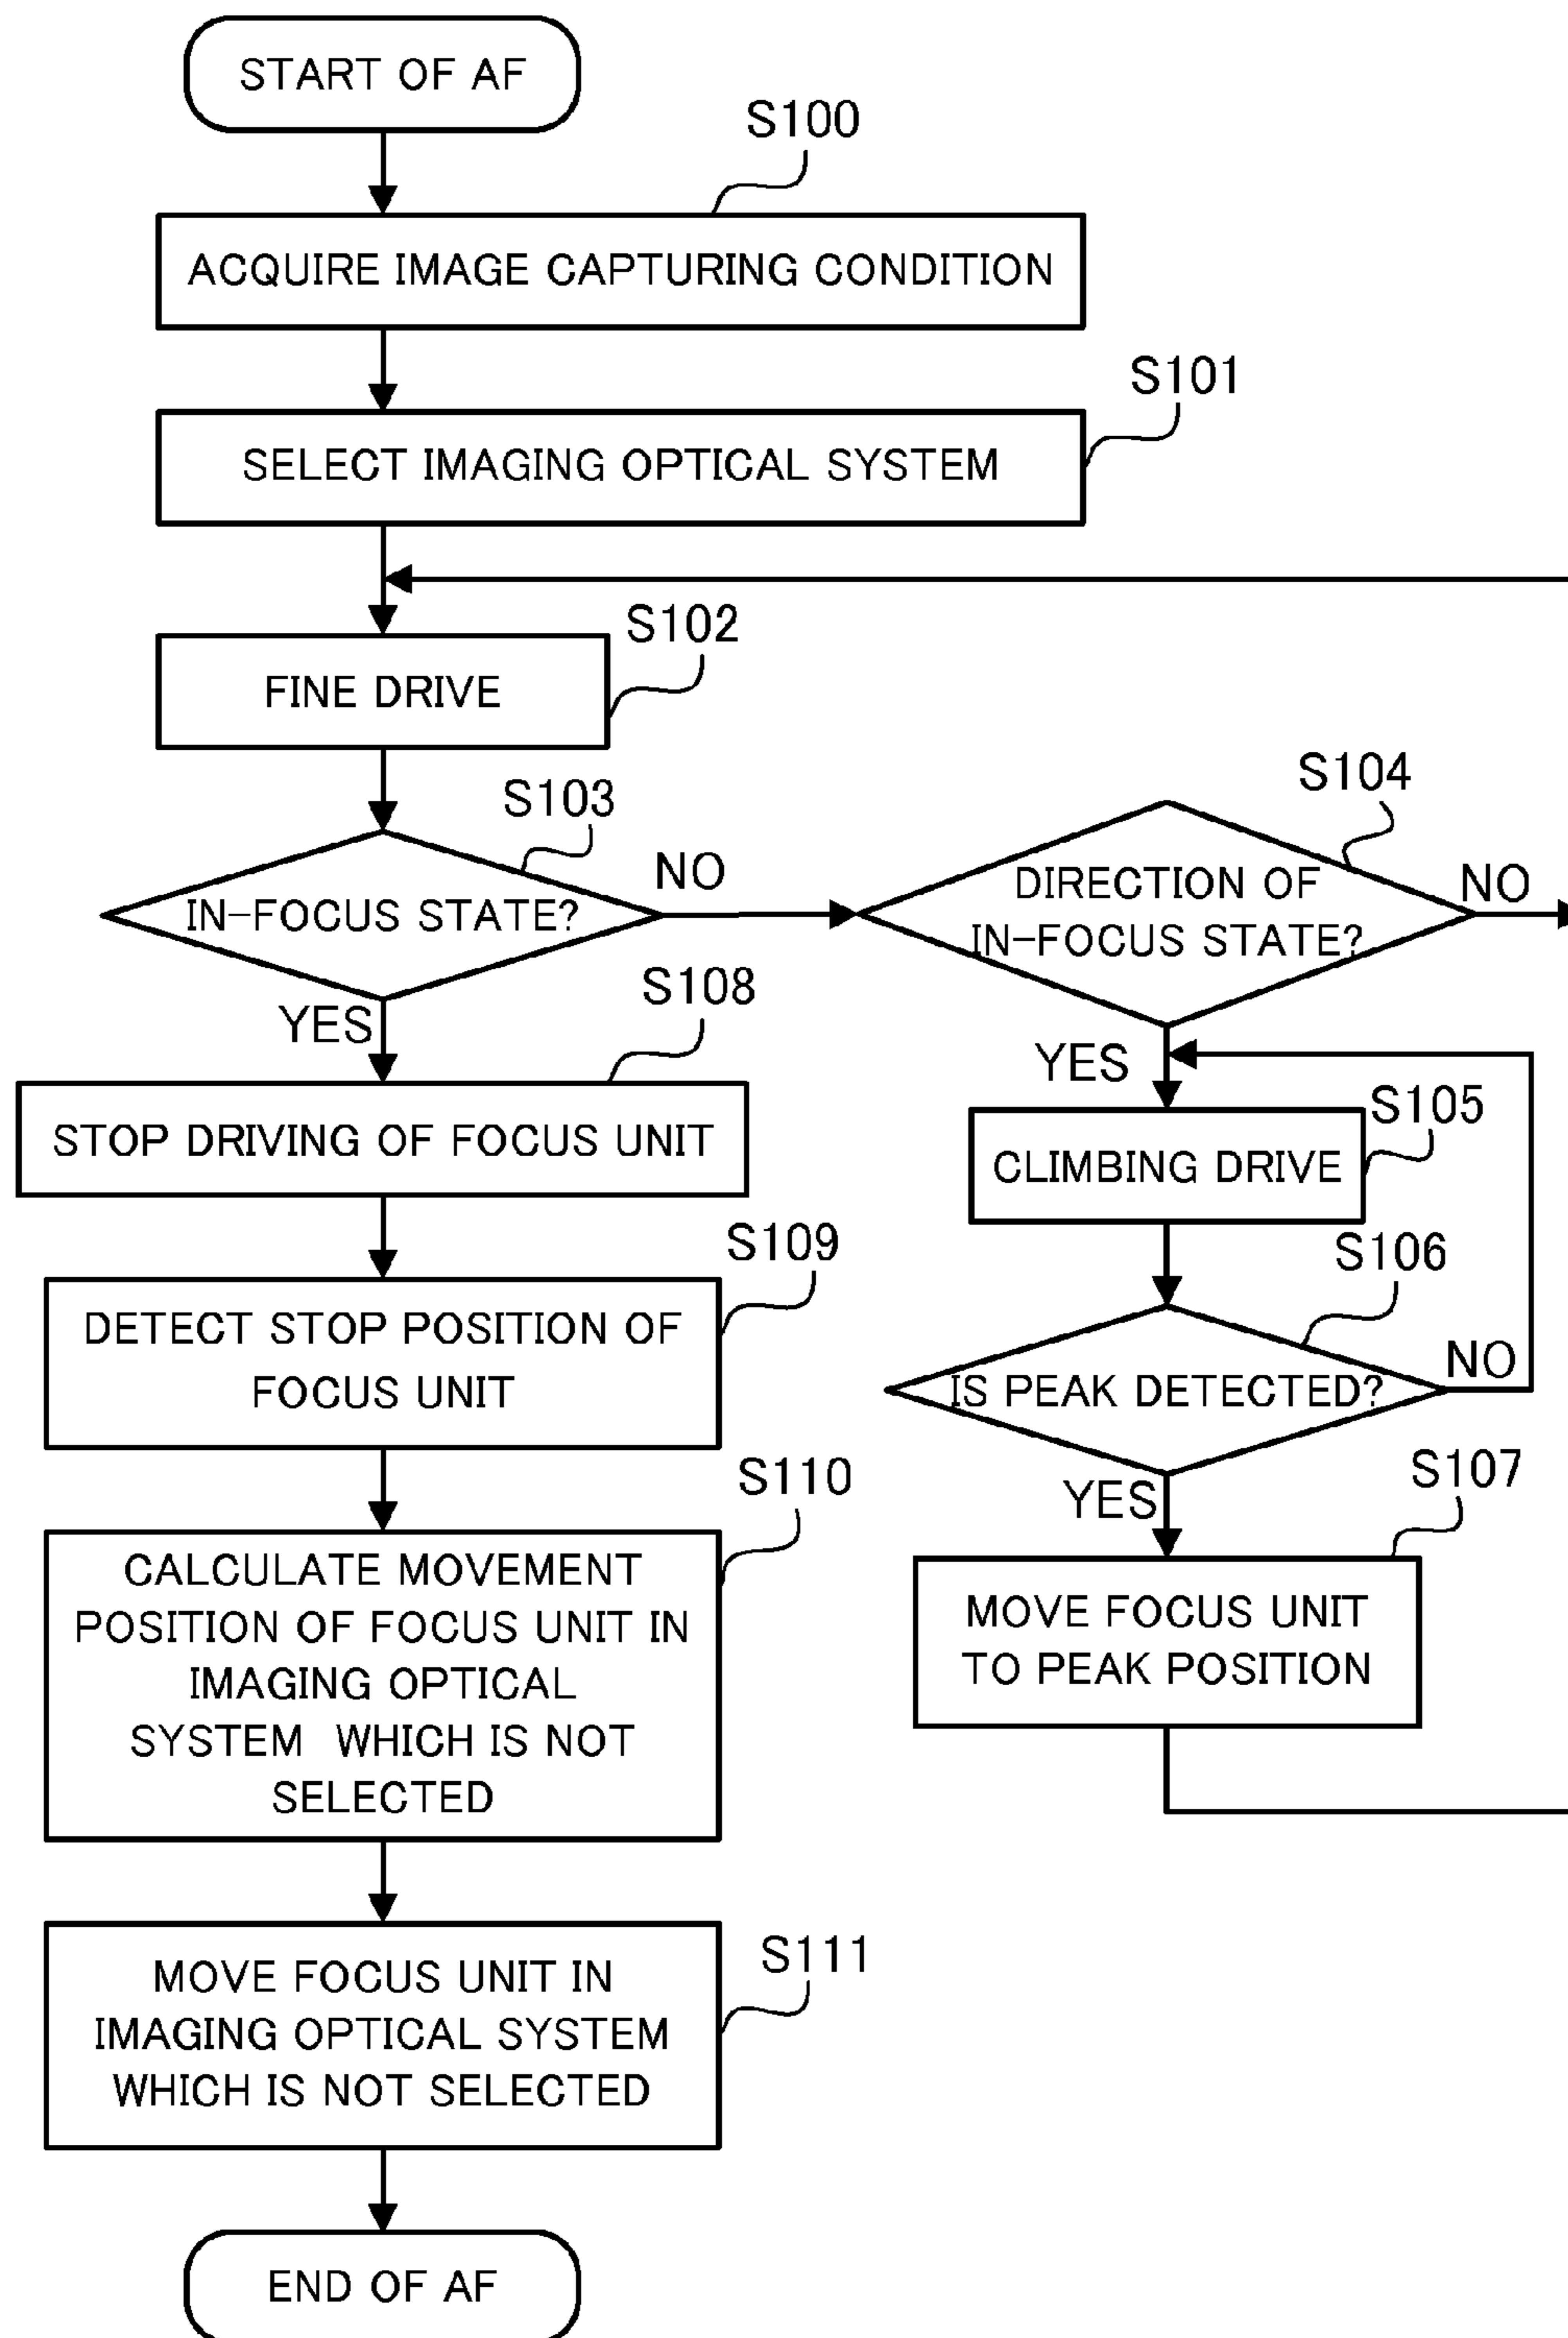 START OF AF
S100
ACQUIRE IMAGE CAPTURING CONDITION
S101
SELECT IMAGING OPTICAL SYSTEM
S102
FINE DRIVE
S103
IN-FOCUS STATE?
NO
YES
S104
DIRECTION OF
IN-FOCUS STATE?
NO
YES
S105
CLIMBING DRIVE
S106
IS PEAK DETECTED?
NO
YES
S107
MOVE FOCUS UNIT
TO PEAK POSITION
S108
STOP DRIVING OF FOCUS UNIT
S109
DETECT STOP POSITION OF
FOCUS UNIT
S110
CALCULATE MOVEMENT
POSITION OF FOCUS UNIT IN
IMAGING OPTICAL
SYSTEM WHICH IS NOT
SELECTED
S111
MOVE FOCUS UNIT IN
IMAGING OPTICAL SYSTEM
WHICH IS NOT SELECTED
END OF AF